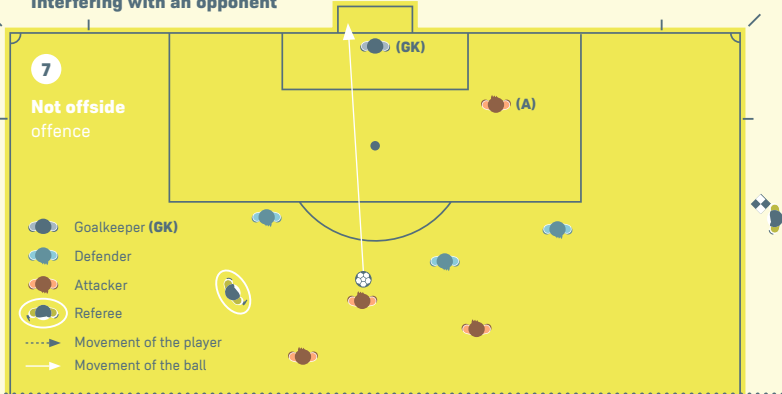 Interfering with an opponent
(GK)
7
(A)
Not offside
offence
Goalkeeper (GK)
Defender
Attacker
Referee
Movement of the player
Movement of the ball